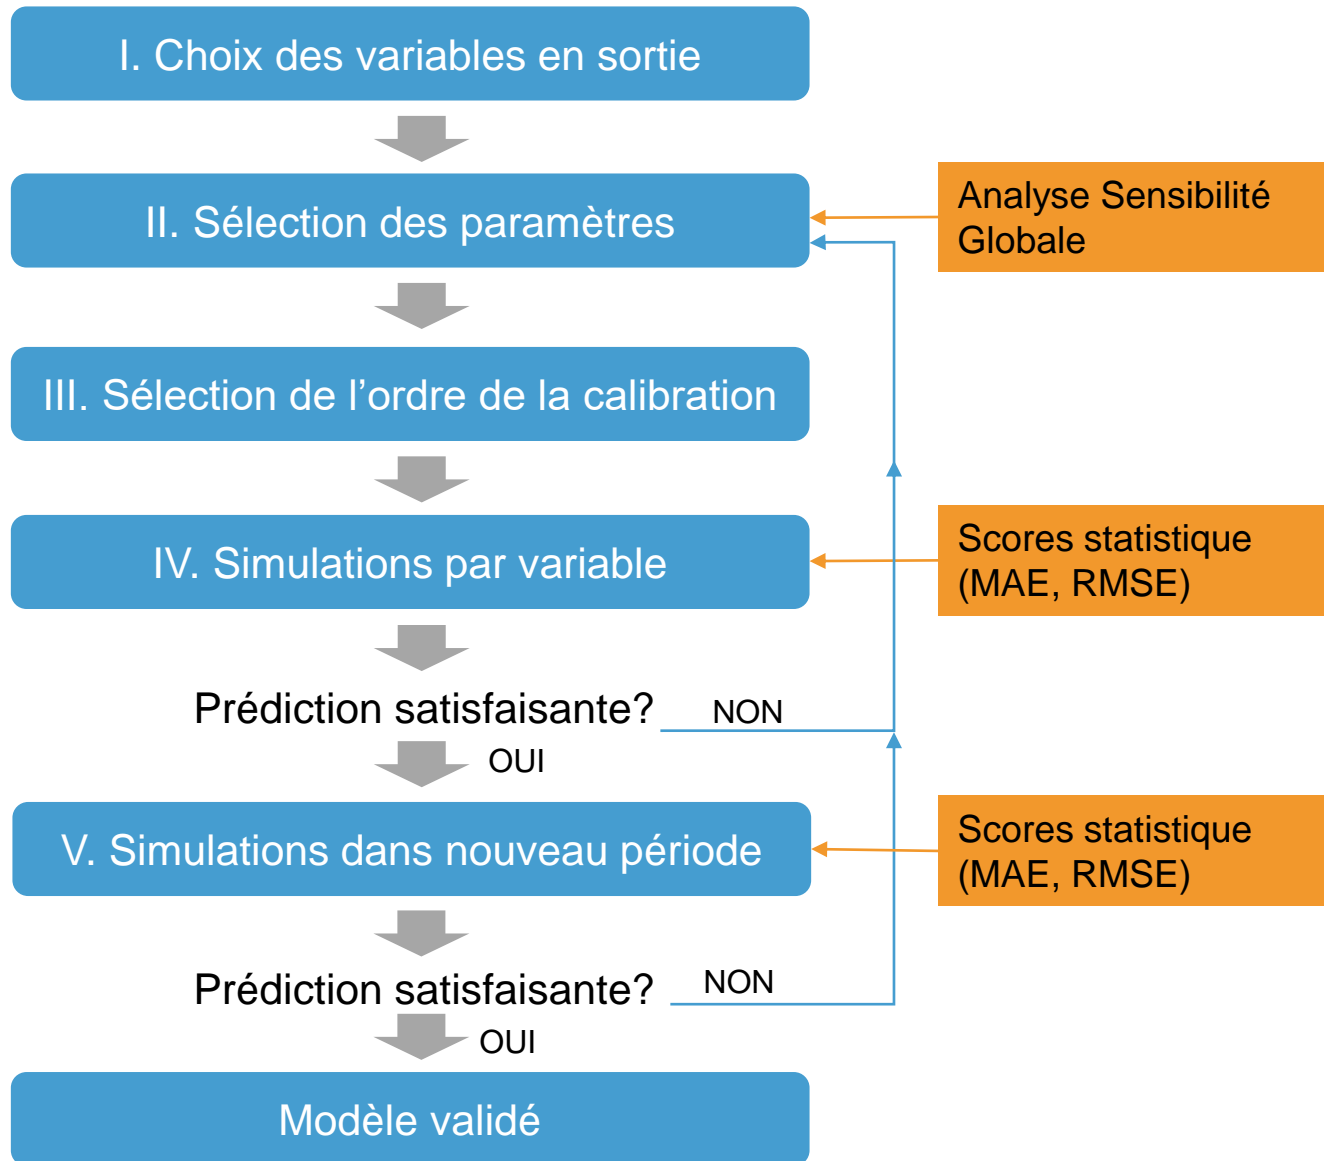 I. Choix des variables en sortie
II. Sélection des paramètres
Analyse Sensibilité
Globale
III. Sélection de l’ordre de la calibration
IV. Simulations par variable
Scores statistique
(MAE, RMSE)
Prédiction satisfaisante?
NON
OUI
V. Simulations dans nouveau période
Scores statistique
(MAE, RMSE)
Prédiction satisfaisante?
NON
OUI
Modèle validé